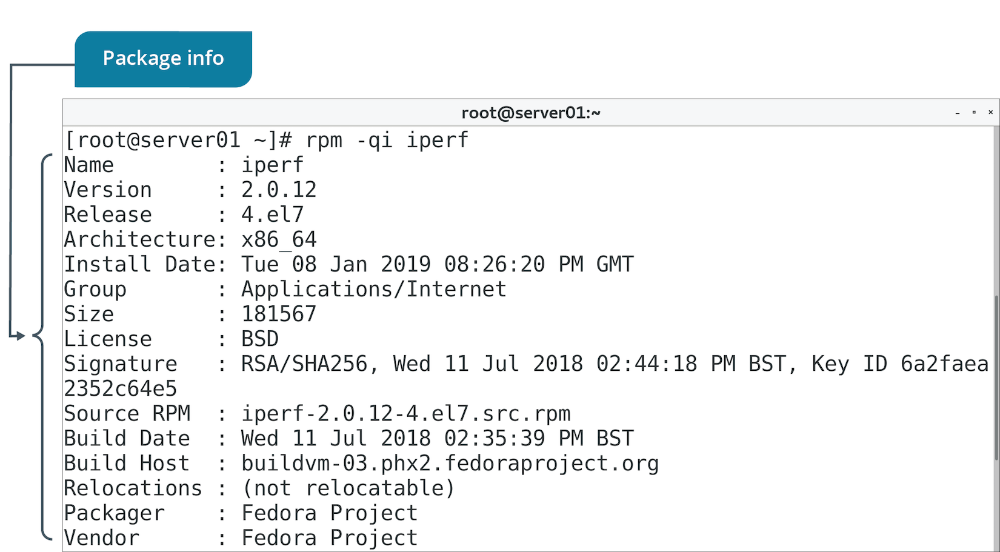 Package info
root@server01:~
[root@server01 ~]# rpm -qi iperf
Name        : iperf
Version     : 2.0.12
Release     : 4.el7
Architecture: x86_64
Install Date: Tue 08 Jan 2019 08:26:20 PM GMT
Group       : Applications/Internet
Size        : 181567
License     : BSD
Signature   : RSA/SHA256, Wed 11 Jul 2018 02:44:18 PM BST, Key ID 6a2faea
2352c64e5
Source RPM  : iperf-2.0.12-4.el7.src.rpm
Build Date  : Wed 11 Jul 2018 02:35:39 PM BST
Build Host  : buildvm-03.phx2.fedoraproject.org
Relocations : (not relocatable)
Packager    : Fedora Project
Vendor      : Fedora Project